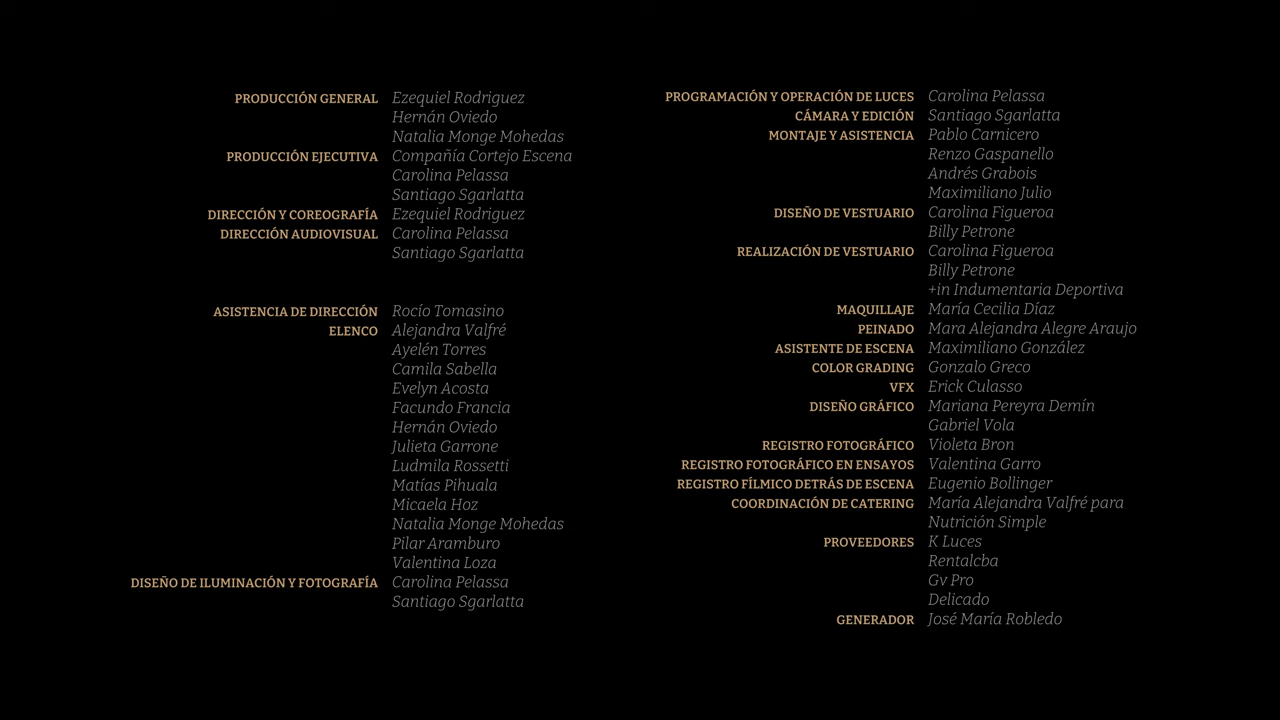 PRODUCCIÓN GENERAL Ezequiel Rodriguez
Hernán Oviedo
Natalia Monge Mohedas
PRODUCCIÓN EJECUTIVA Compañía Cortejo Escena
Carolina Pelassa
Santiago Sgarlatta
DIRECCIÓN Y COREOGRAFÍA Ezequiel Rodriguez
DIRECCIÓN AUDIOVISUAL Carolina Pelassa
Santiago Sgarlatta
ASISTENCIA DE DIRECCIÓN Rocío Tomasino
ELENCO Alejandra Valfré
Ayelén Torres
Camila Sabella
Evelyn Acosta
Facundo Francia
Hernán Oviedo
Julieta Garrone
Ludmila Rossetti
Matías Pihuala
Micaela Hoz
Natalia Monge Mohedas
Pilar Aramburo
Valentina Loza
DISEÑO DE ILUMINACIÓN Y FOTOGRAFÍA Carolina Pelassa
Santiago Sgarlatta
PROGRAMACIÓN Y OPERACIÓN DE LUCES Carolina Pelassa
CÁMARA Y EDICIÓN Santiago Sgarlatta
MONTAJE Y ASISTENCIA Pablo Carnicero
Renzo Gaspanello
Andrés Grabois
Maximiliano Julio
DISEÑO DE VESTUARIO Carolina Figueroa
Billy Petrone
REALIZACIÓN DE VESTUARIO Carolina Figueroa
Billy Petrone
+in Indumentaria Deportiva
MAQUILLAJE María Cecilia Díaz
PEINADO Mara Alejandra Alegre Araujo
ASISTENTE DE ESCENA Maximiliano González
COLOR GRADING Gonzalo Greco
VFX Erick Culasso
DISEÑO GRÁFICO Mariana Pereyra Demín
Gabriel Vola
REGISTRO FOTOGRÁFICO Violeta Bron
REGISTRO FOTOGRÁFICO EN ENSAYOS Valentina Garro
REGISTRO FÍLMICO DETRÁS DE ESCENA Eugenio Bollinger
COORDINACIÓN DE CATERING María Alejandra Valfré para
Nutrición Simple
PROVEEDORES K Luces
Rentalcba
Gv Pro
Delicado
GENERADOR José María Robledo